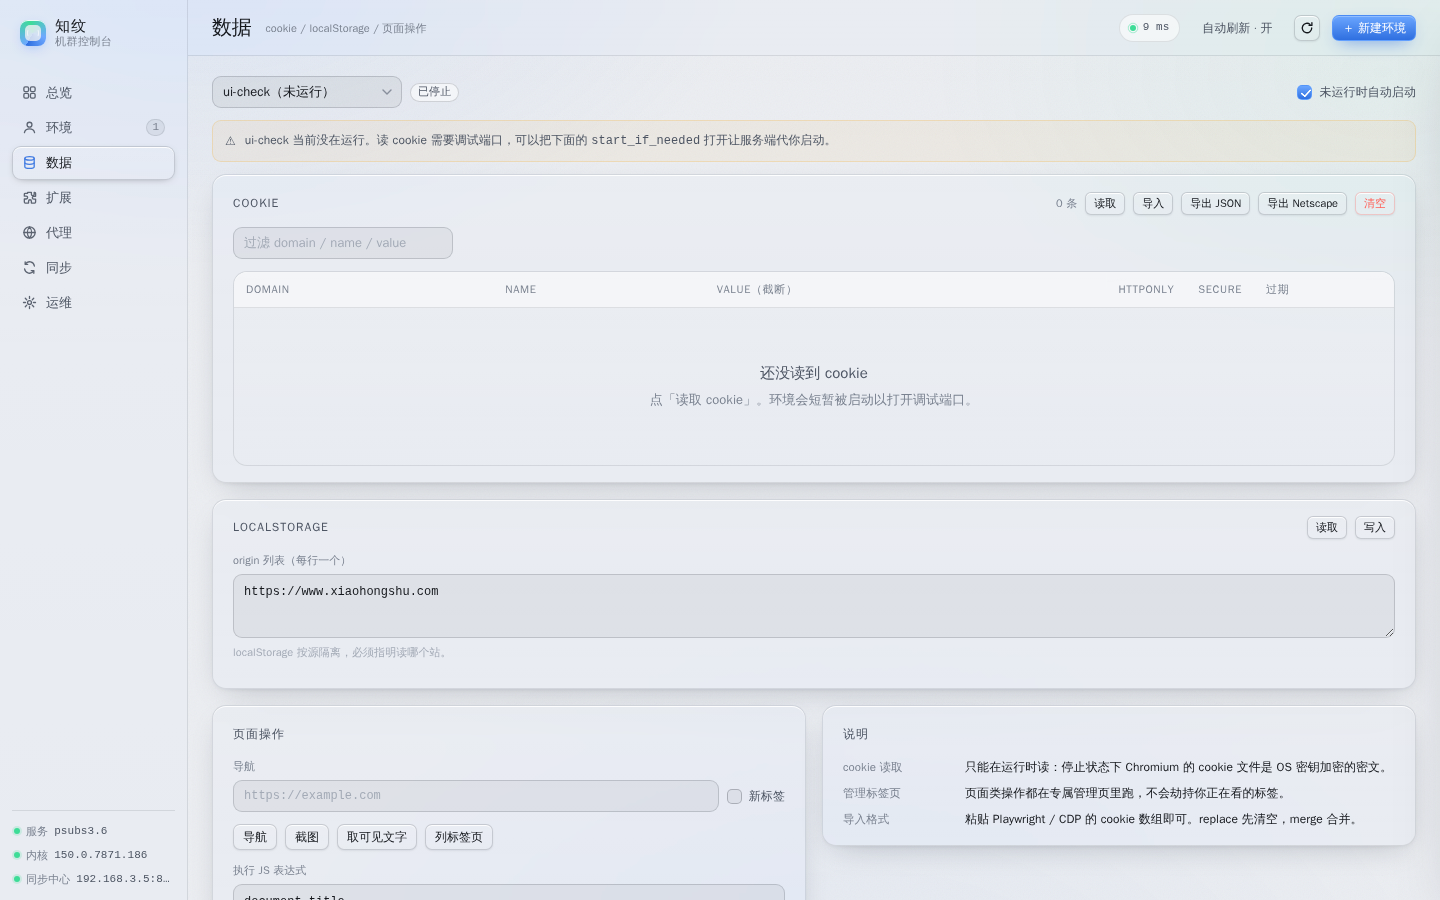 知纹
机群控制台
总览
环境 1
数据
扩展
代理
同步
运维
服务 psubs3.6
内核 150.0.7871.186
同步中心 192.168.3.5:8…
数据 cookie / localStorage / 页面操作
9 ms
自动刷新 · 开
+ 新建环境
ui-check（未运行） 已停止
未运行时自动启动
⚠ ui-check 当前没在运行。读 cookie 需要调试端口，可以把下面的 start_if_needed 打开让服务端代你启动。
COOKIE 0 条 读取 导入 导出 JSON 导出 Netscape 清空
过滤 domain / name / value
DOMAIN NAME VALUE（截断） HTTPONLY SECURE 过期
还没读到 cookie
点「读取 cookie」。环境会短暂被启动以打开调试端口。
LOCALSTORAGE 读取 写入
origin 列表（每行一个）
https://www.xiaohongshu.com
localStorage 按源隔离，必须指明读哪个站。
页面操作
导航
https://example.com 新标签
导航 截图 取可见文字 列标签页
执行 JS 表达式
document.title
说明
cookie 读取 只能在运行时读：停止状态下 Chromium 的 cookie 文件是 OS 密钥加密的密文。
管理标签页 页面类操作都在专属管理页里跑，不会劫持你正在看的标签。
导入格式 粘贴 Playwright / CDP 的 cookie 数组即可。replace 先清空，merge 合并。